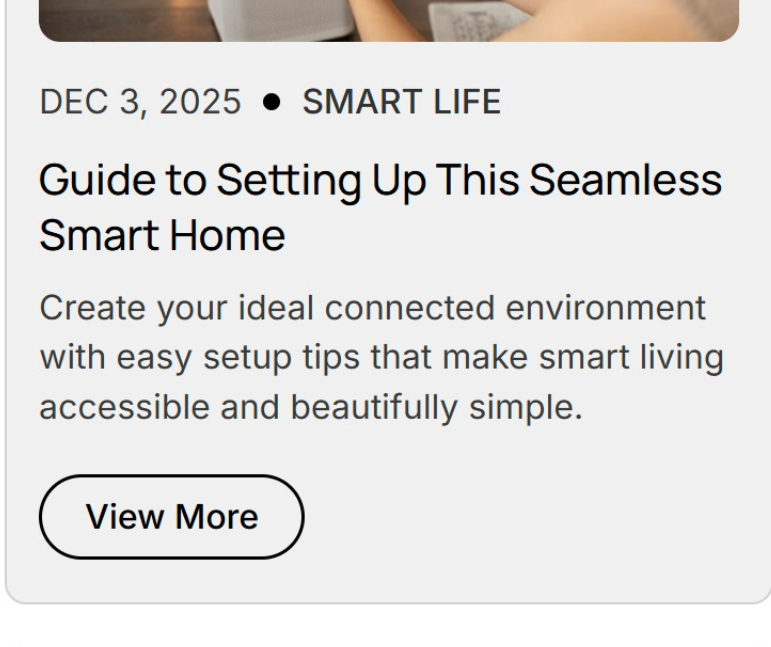 DEC 3, 2025 ● SMART LIFE
Guide to Setting Up This Seamless
Smart Home
Create your ideal connected environment
with easy setup tips that make smart living
accessible and beautifully simple.
View More